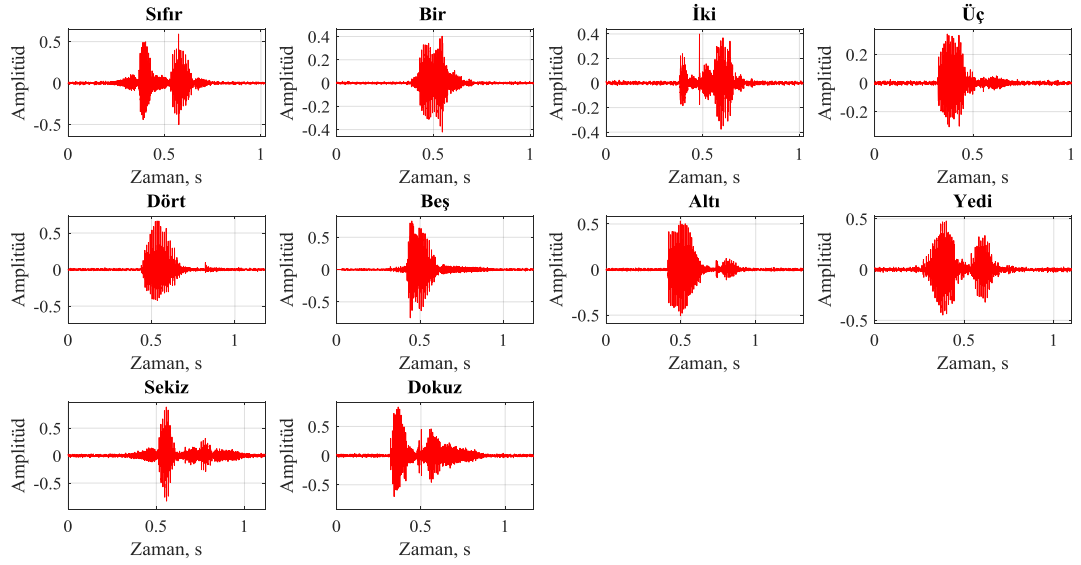 Sıfır Bir İki Üç
0.5 0.4 0.4 0.2
0.2 0.2
0 0 0 0
-0.2 -0.2 -0.2
-0.5 -0.4 -0.4
Amplitüd Amplitüd Amplitüd Amplitüd
0 1 0 0.5 1 0 0.5 1 0 0.5 1
Zaman, s Zaman, s Zaman, s Zaman, s
Dört Beş Altı Yedi
0.5 0.5 0.5 0.5
0 0 0 0
-0.5 -0.5 -0.5 -0.5
Amplitüd Amplitüd Amplitüd Amplitüd
0 0.5 1 0 0.5 1 0 0.5 1 0 0.5 1
Zaman, s Zaman, s Zaman, s Zaman, s
Sekiz Dokuz
0.5 0.5
0 0
-0.5 -0.5
Amplitüd Amplitüd
0 0.5 1 0 0.5 1
Zaman, s Zaman, s